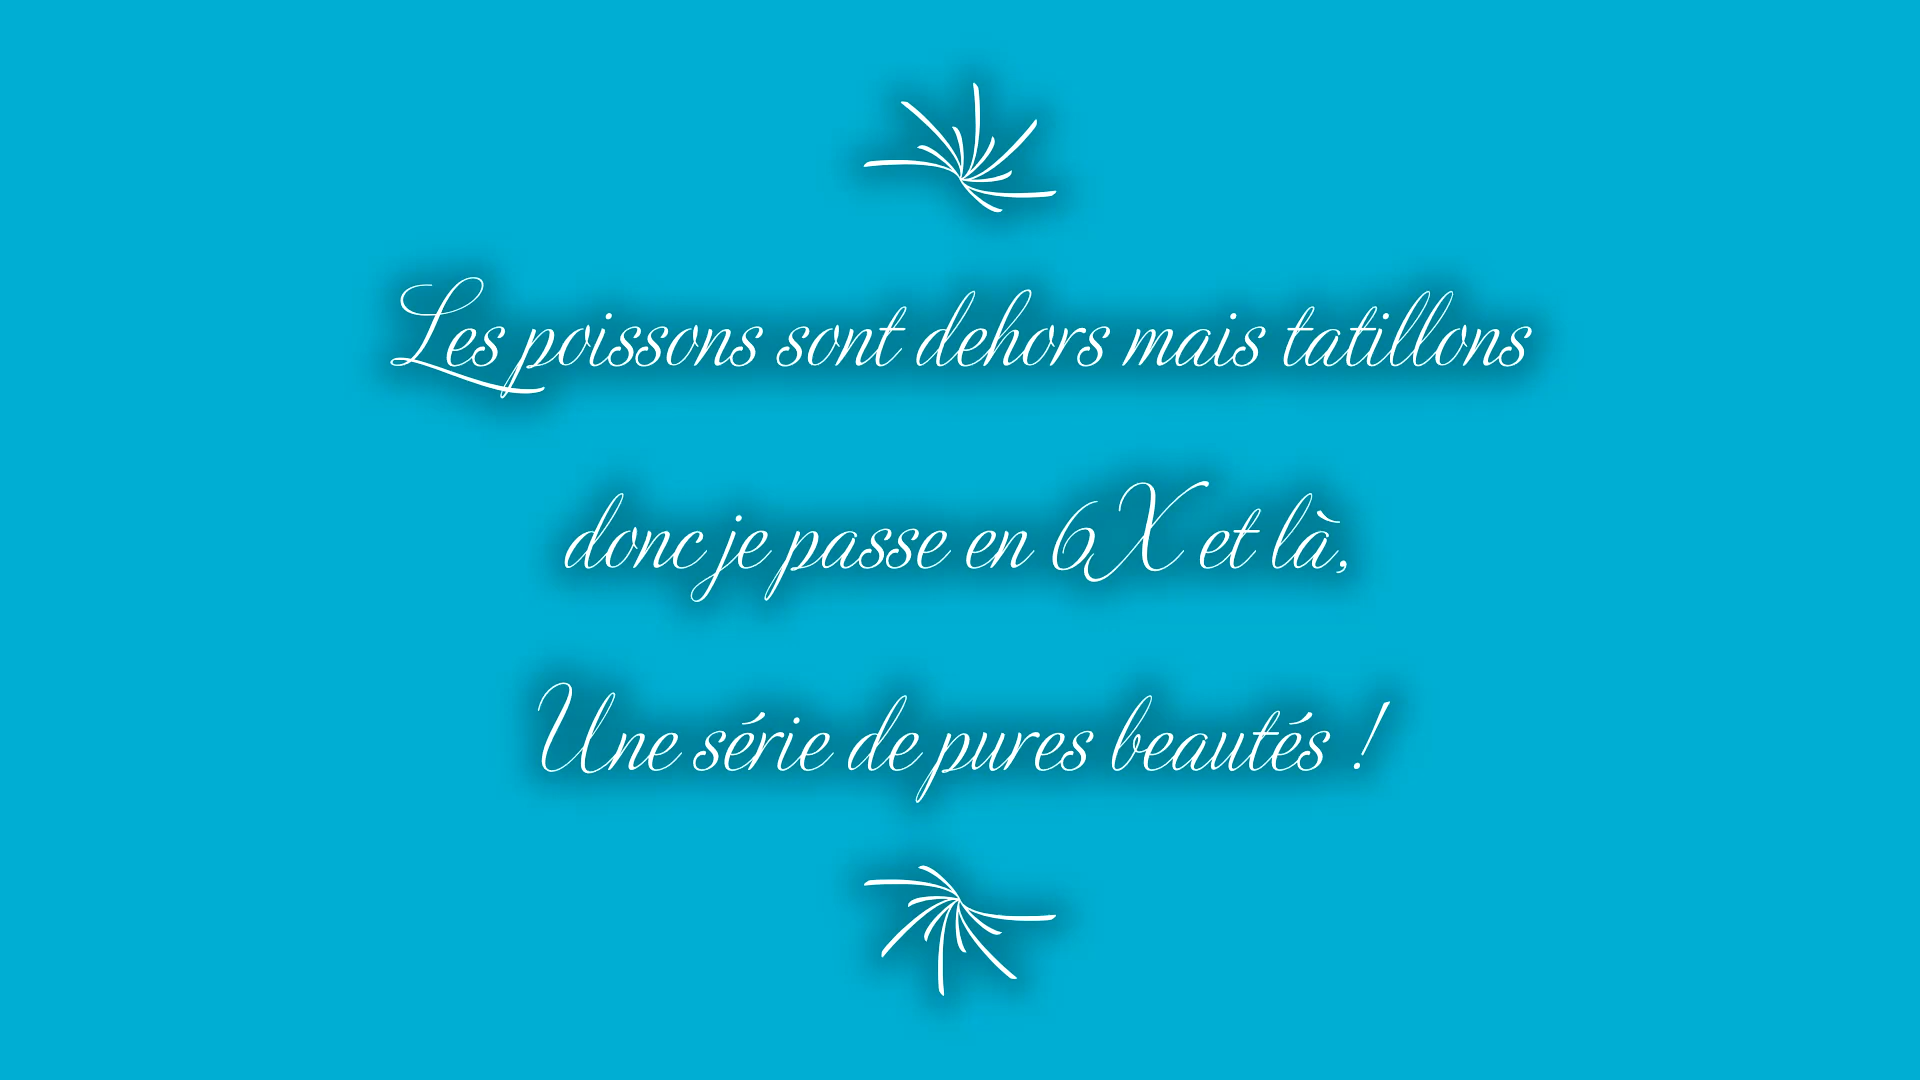 Les poissons sont dehors mais tatillons
donc je passe en 6X et là,
Une série de pures beautés !